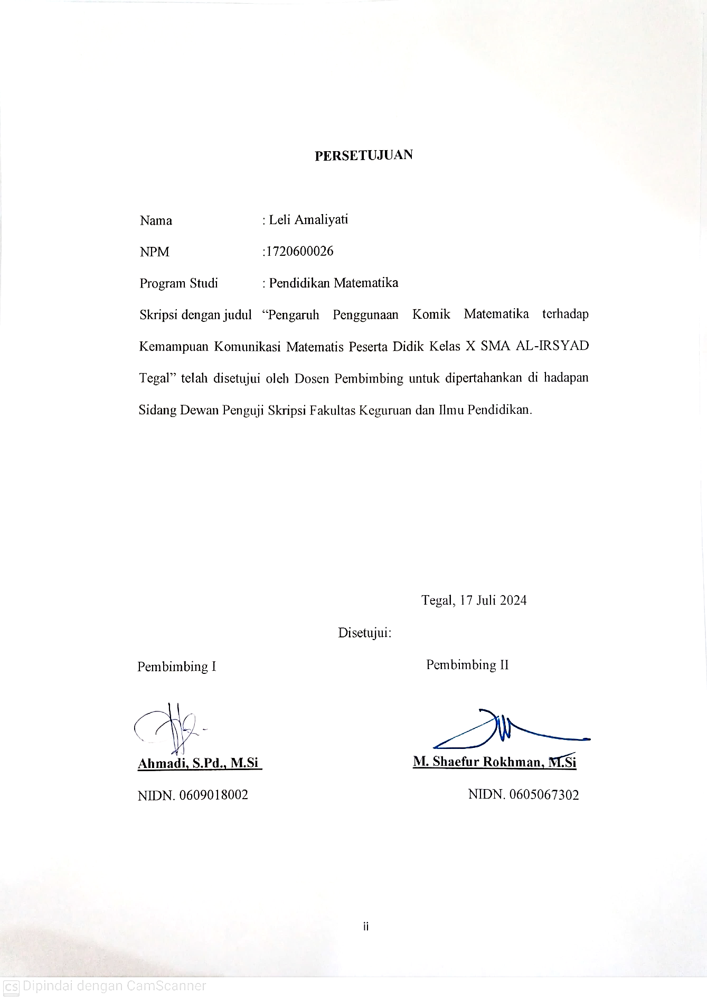 PERSETUJUAN
Nama : Leli Amaliyati
NPM :1720600026
Program Studi : Pendidikan Matematika
Skripsi dengan judul “Pengaruh Penggunaan Komik Matematika terhadap
Kemampuan Komunikasi Matematis Peserta Didik Kelas X SMA AL-IRSYAD
Tegal” telah disetujui oleh Dosen Pembimbing untuk dipertahankan di hadapan
Sidang Dewan Penguji Skripsi Fakultas Keguruan dan Ilmu Pendidikan.
Tegal, 17 Juli 2024
Disetujui:
Pembimbing I Pembimbing II
Ahmadi, S.Pd., M.Si M. Shaefur Rokhman, M.Si
NIDN. 0609018002 NIDN. 0605067302
ii
CS Dipindai dengan CamScanner